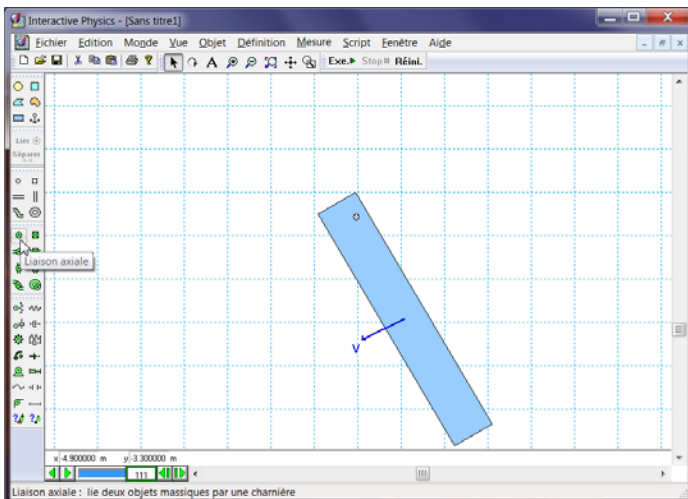 Interactive Physics - [Sans titre1]
Fichier Edition Monde Vue Objet Définition Mesure Script Fenêtre Aide
A Exe. Stop Réini.
Lier
Séparer
Liaison axiale
V
x -4.900000 m y -3.300000 m
111
Liaison axiale : lie deux objets massiques par une charnière